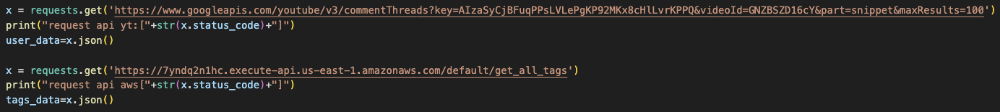 x = requests.get('https://www.googleapis.com/youtube/v3/commentThreads?key=AIzaSyCjBFuqPPsLVLePgKP92MKx8cHlLvrKPPQ&videoId=GNZBSZD16cY&part=snippet&maxResults=100')
print("request api yt:["+str(x.status_code)+"]")
user_data=x.json()
x = requests.get('https://7yndq2n1hc.execute-api.us-east-1.amazonaws.com/default/get_all_tags')
print("request api aws["+str(x.status_code)+"]")
tags_data=x.json()